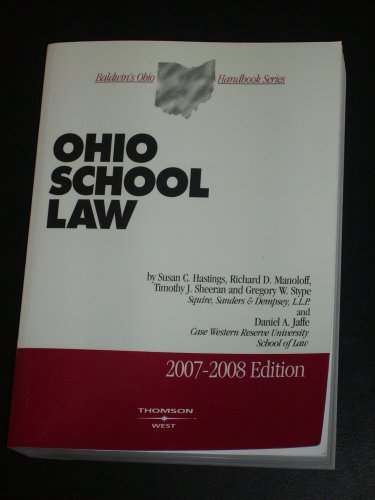 Baldwin's Ohio Handbook Series
OHIO
SCHOOL
LAW
by Susan C. Hastings, Richard D. Manoloff,
Timothy J. Sheeran and Gregory W. Stype
Squire, Sanders & Dempsey, L.L.P.
and
Daniel A. Jaffe
Case Western Reserve University
School of Law
2007-2008 Edition
THOMSON
WEST